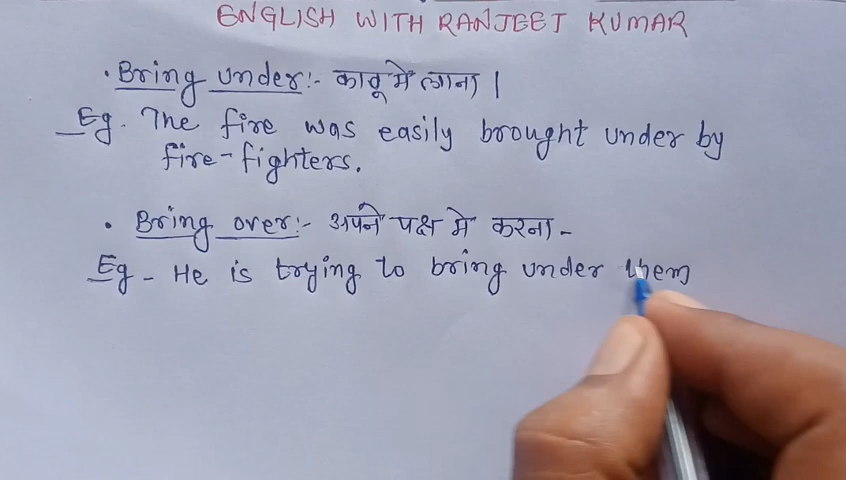 ENGLISH WITH RANJEET KUMAR
• Bring under:- काबू में लाना।
Eg. The fire was easily brought under by
fire-fighters.
• Bring over:- अपने पक्ष में करना -
Eg - He is trying to bring under them